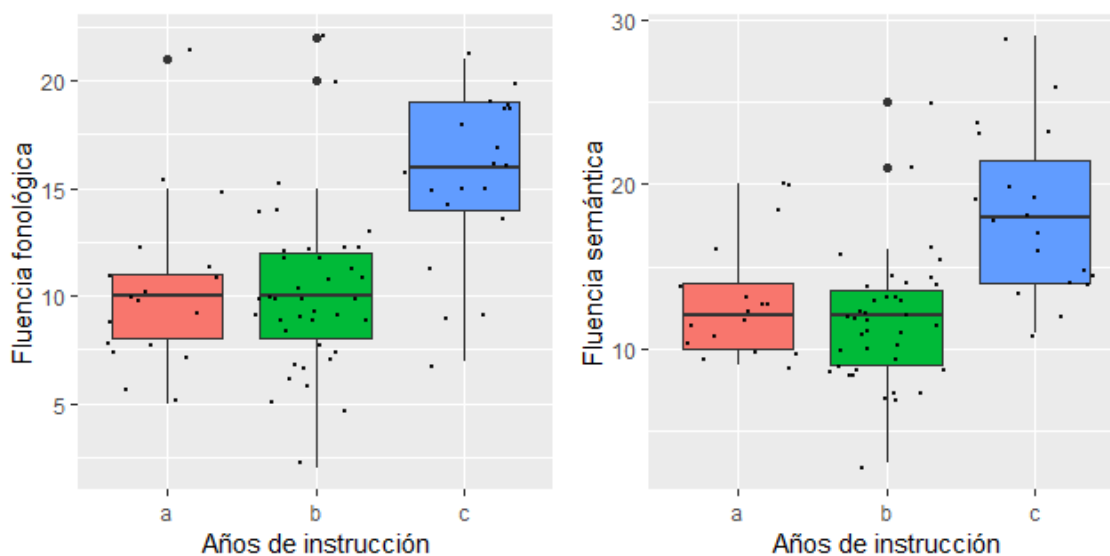 Fluencia fonológica
20
15
10
5
a b c
Años de instrucción
Fluencia semántica
30
20
10
a b c
Años de instrucción